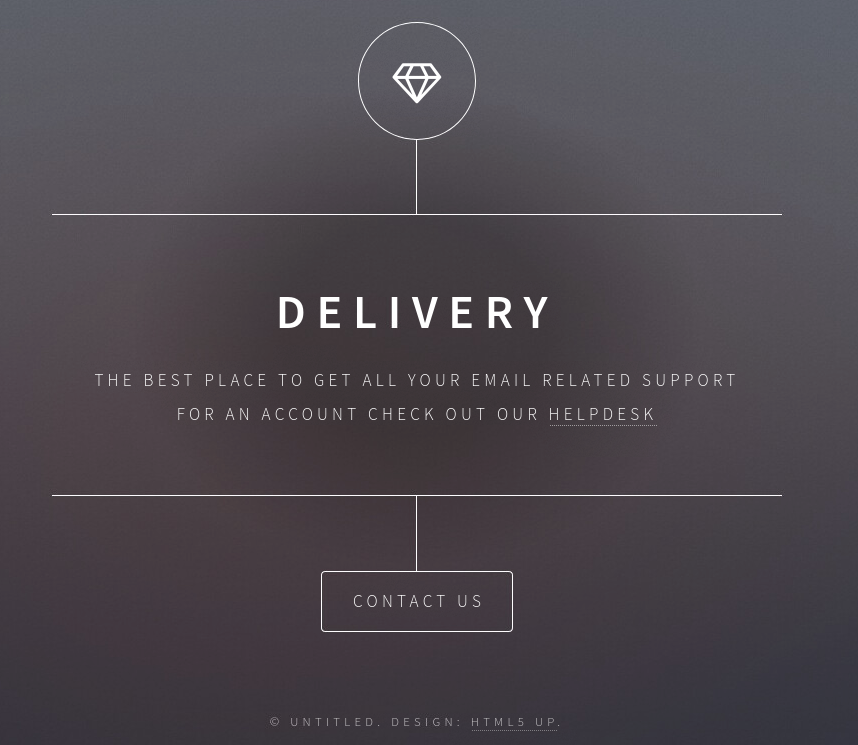 DELIVERY
THE BEST PLACE TO GET ALL YOUR EMAIL RELATED SUPPORT
FOR AN ACCOUNT CHECK OUT OUR HELPDESK
CONTACT US
© UNTITLED. DESIGN: HTML5 UP.